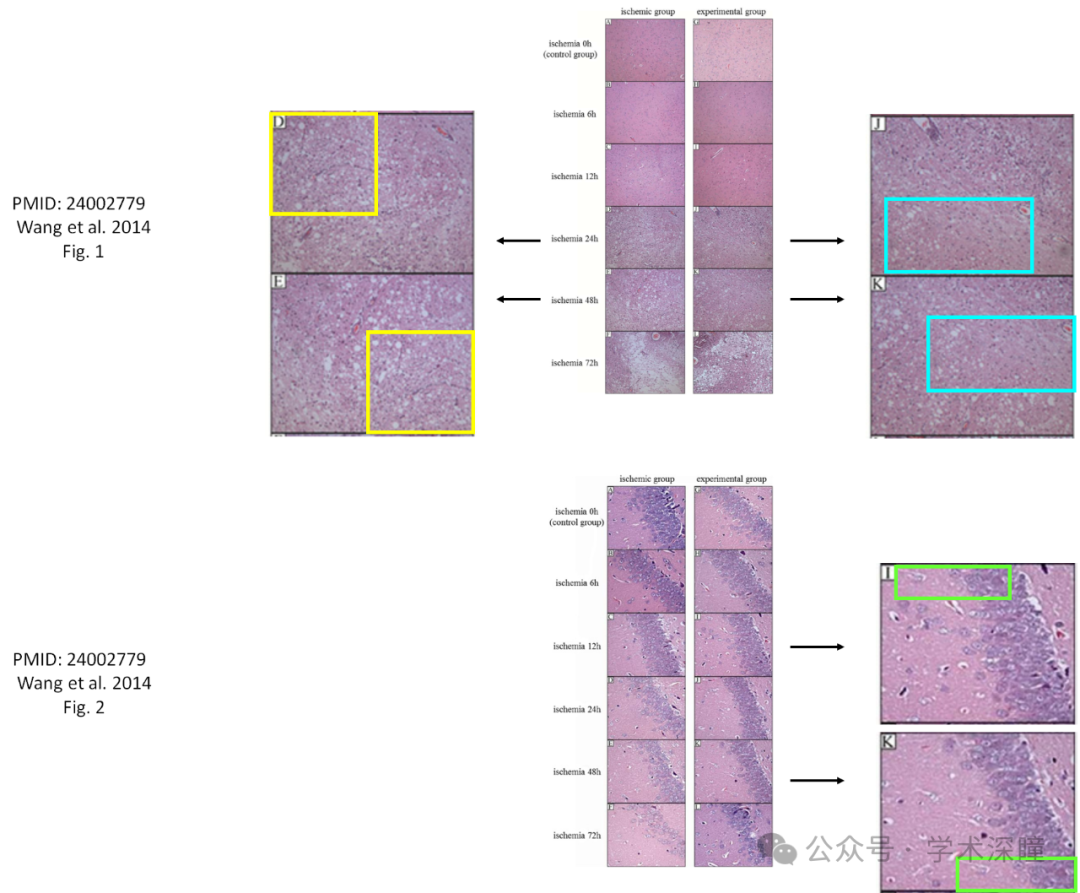 ischemic group
experimental group
ischemia 0h
(control group)
ischemia 6h
ischemia 12h
ischemia 24h
ischemia 48h
ischemia 72h
D
E
J
K
PMID: 24002779
Wang et al. 2014
Fig. 1
ischemic group
experimental group
ischemia 0h
(control group)
ischemia 6h
ischemia 12h
ischemia 24h
ischemia 48h
ischemia 72h
I
K
PMID: 24002779
Wang et al. 2014
Fig. 2
公众号 学术深瞳